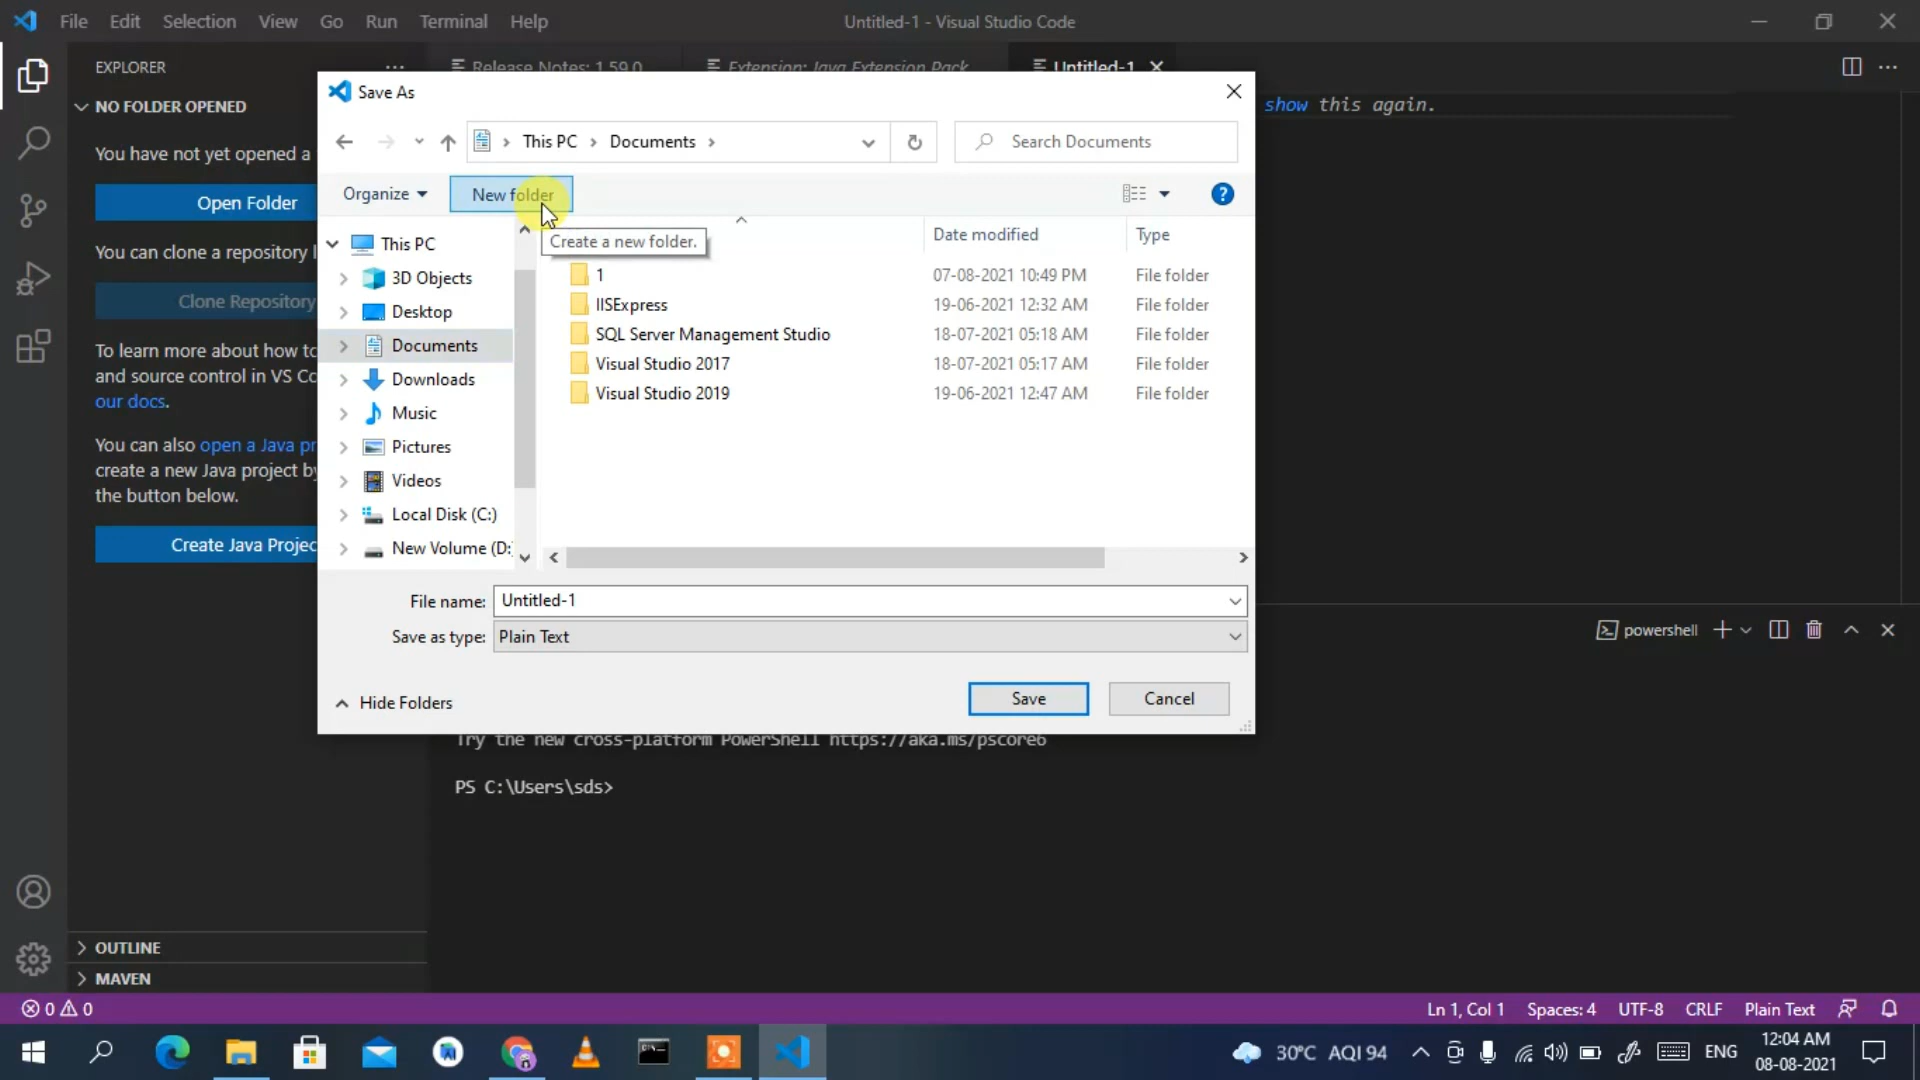 File Edit Selection View Go Run Terminal Help
Untitled-1 - Visual Studio Code
EXPLORER
Release Notes: 1.59.0
Extension: Java Extension Pack
Untitled-1
NO FOLDER OPENED
show this again.
You have not yet opened a
Open Folder
You can clone a repository
Clone Repository
To learn more about how to
and source control in VS Co
our docs.
You can also open a Java pr
create a new Java project by
the button below.
Create Java Projec
OUTLINE
MAVEN
Save As
This PC > Documents >
Search Documents
Organize
New folder
Create a new folder.
Date modified
Type
This PC
3D Objects
Desktop
Documents
Downloads
Music
Pictures
Videos
Local Disk (C:)
New Volume (D:
1 07-08-2021 10:49 PM File folder
IISExpress 19-06-2021 12:32 AM File folder
SQL Server Management Studio 18-07-2021 05:18 AM File folder
Visual Studio 2017 18-07-2021 05:17 AM File folder
Visual Studio 2019 19-06-2021 12:47 AM File folder
File name: Untitled-1
Save as type: Plain Text
Hide Folders
Save
Cancel
powershell
Try the new cross-platform PowerShell https://aka.ms/pscore6
PS C:\Users\sds>
0 0
Ln 1, Col 1 Spaces: 4 UTF-8 CRLF Plain Text
30°C AQI 94
ENG
12:04 AM
08-08-2021